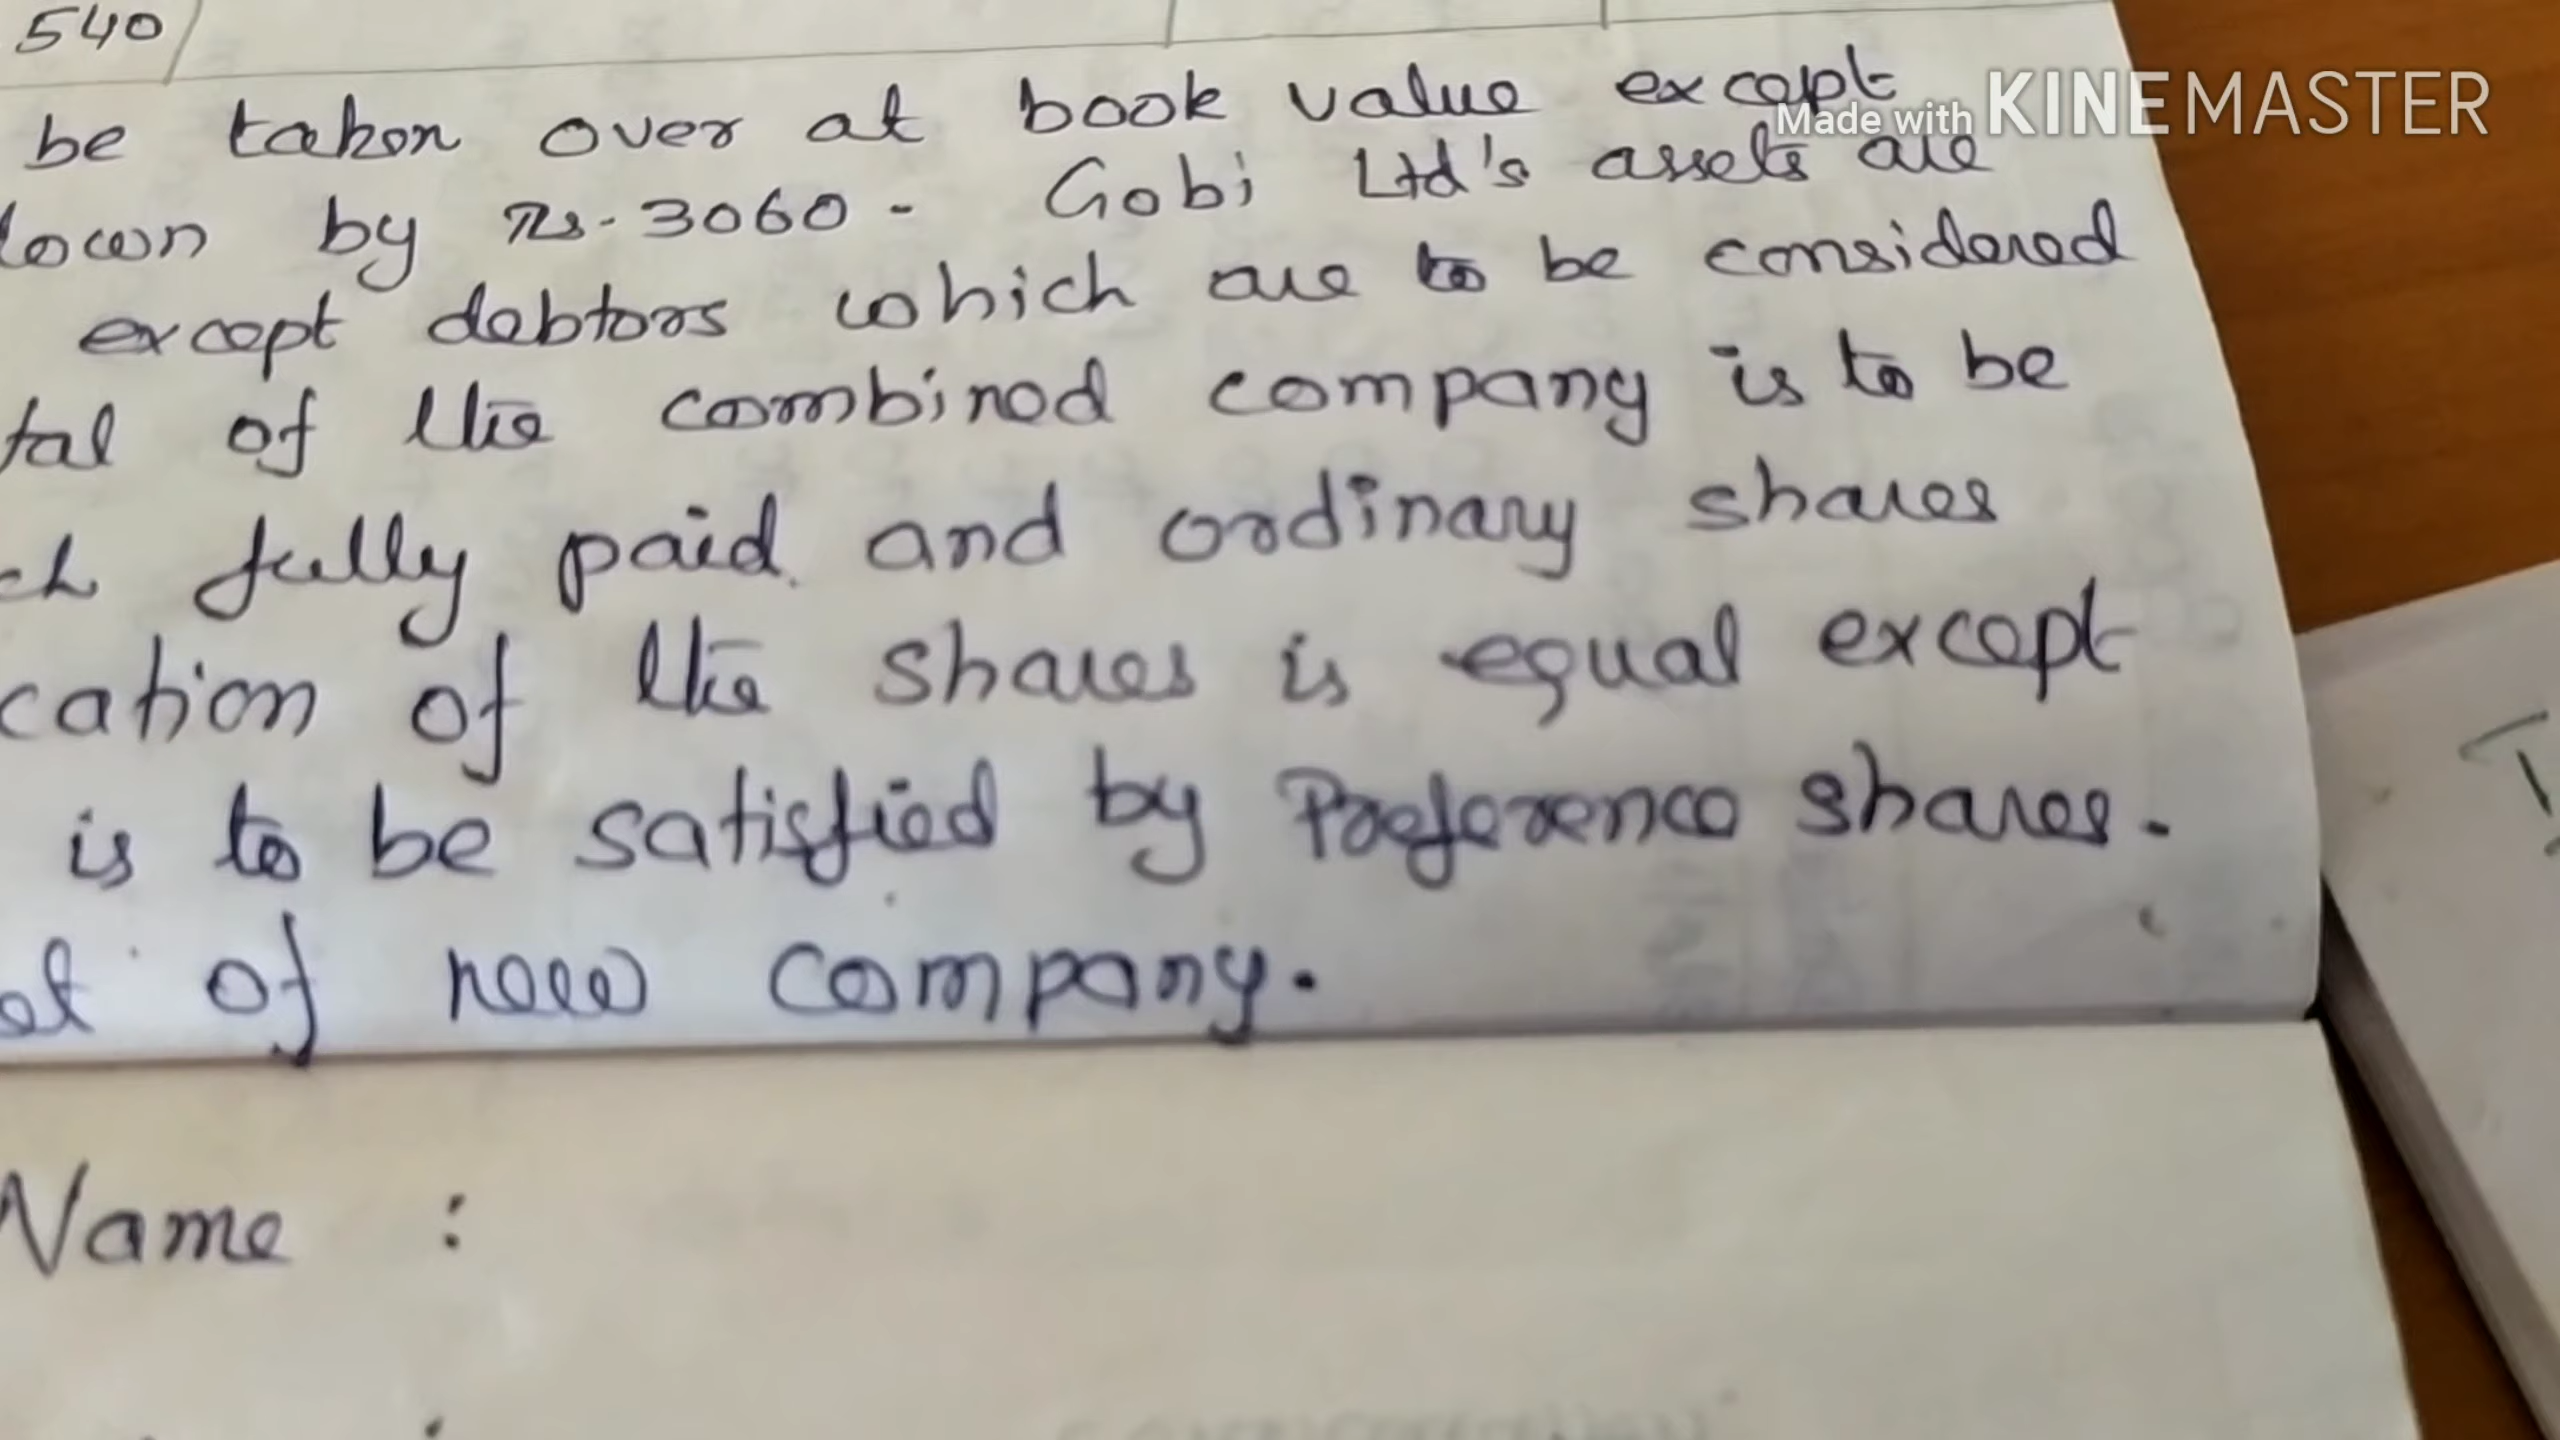 540
be taken over at book value except
Made with KINEMASTER
down by Rs. 3060. Gobi Ltd's assets are
except debtors which are to be considered
tal of the combined company is to be
ch fully paid and ordinary shares
cation of the shares is equal except
is to be satisfied by Preference shares.
et of new company.
Name :